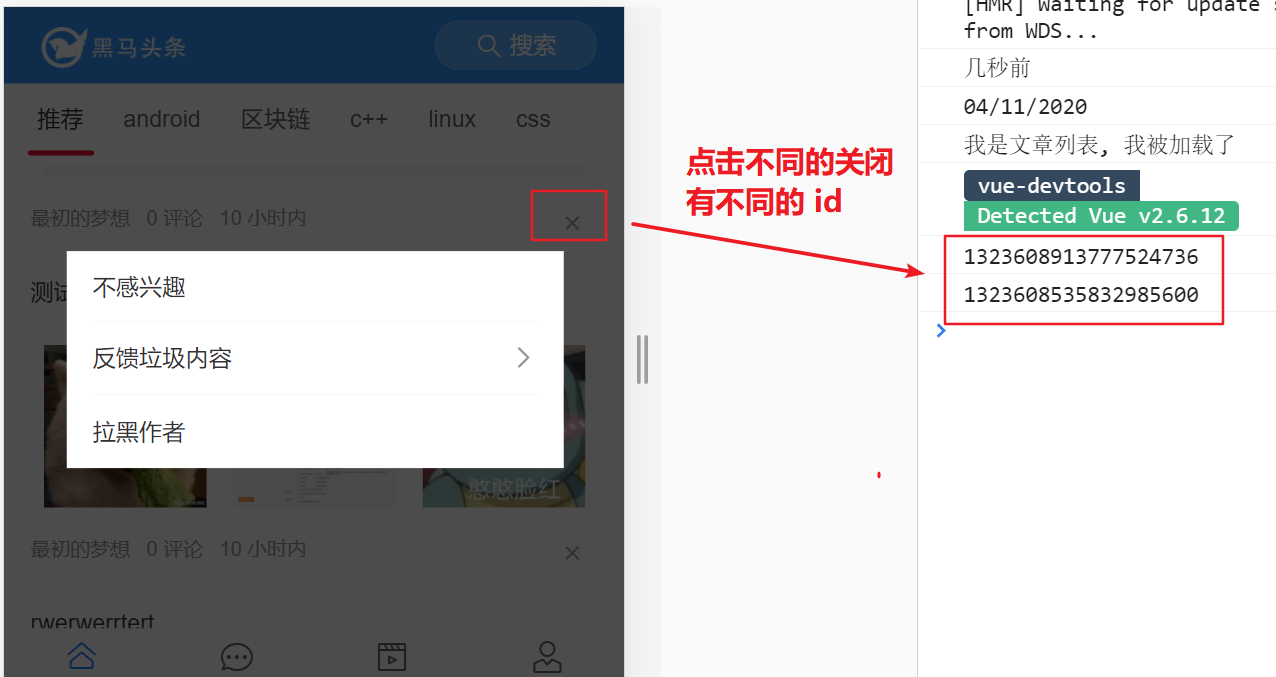 黑马头条
搜索
推荐 android 区块链 c++ linux css
最初的梦想 0 评论 10 小时内
测试
不感兴趣
反馈垃圾内容
拉黑作者
憨憨脸红
最初的梦想 0 评论 10 小时内
rwerwerrtert
点击不同的关闭
有不同的 id
[HMR] Waiting for update
from WDS...
几秒前
04/11/2020
我是文章列表, 我被加载了
vue-devtools
Detected Vue v2.6.12
1323608913777524736
1323608535832985600